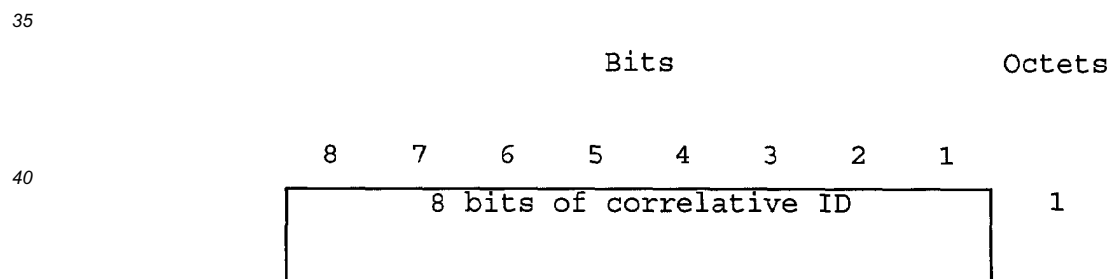 35
Bits Octets
8 7 6 5 4 3 2 1
40
8 bits of correlative ID 1